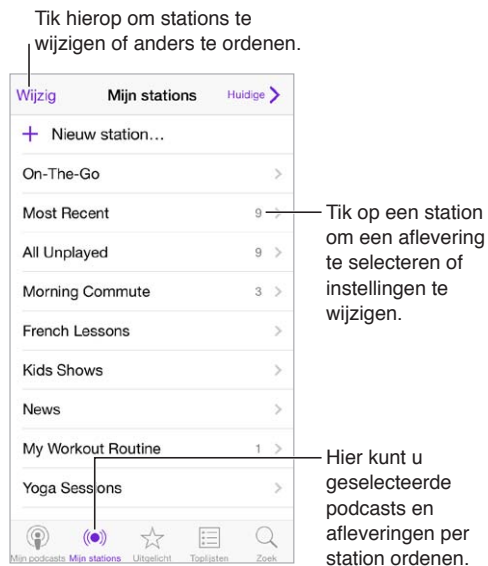 Tik hierop om stations te
wijzigen of anders te ordenen.
Wijzig Mijn stations Huidige
Nieuw station…
On-The-Go
Most Recent 9
All Unplayed 9
Morning Commute 3
French Lessons
Kids Shows
News
My Workout Routine 1
Yoga Sessions
Mijn podcasts Mijn stations Uitgelicht Toplijsten Zoek
Tik op een station
om een aflevering
te selecteren of
instellingen te
wijzigen.
Hier kunt u
geselecteerde
podcasts en
afleveringen per
station ordenen.